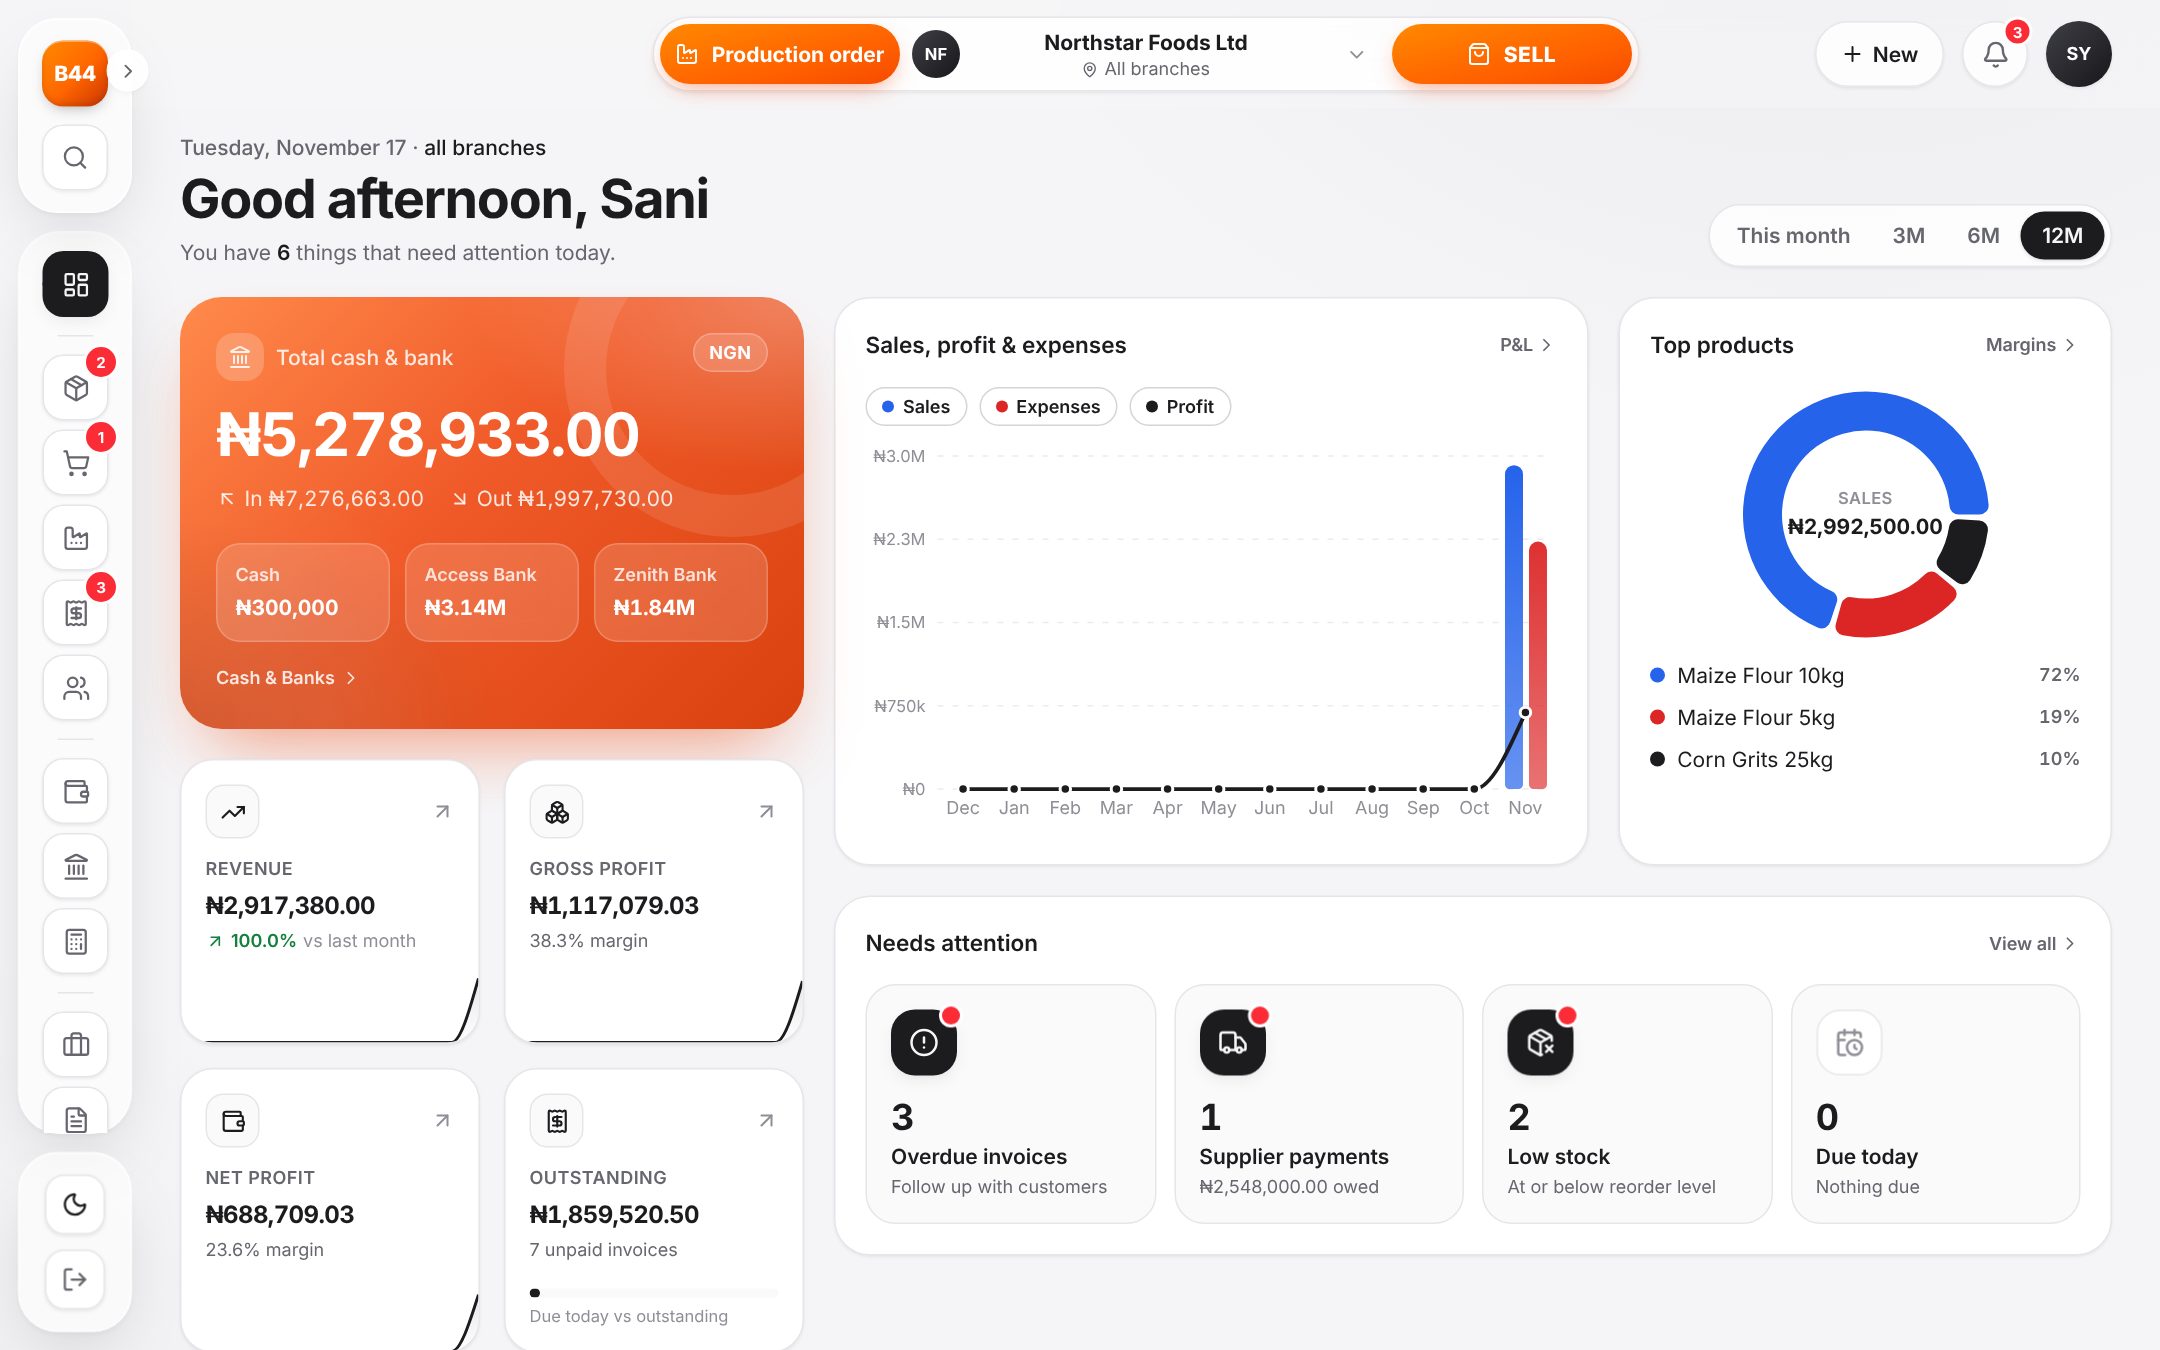 B44
Production order
NF
Northstar Foods Ltd
All branches
SELL
New
3
SY
Tuesday, November 17 · all branches
Good afternoon, Sani
You have 6 things that need attention today.
This month
3M
6M
12M
2
1
3
Total cash & bank
NGN
₦5,278,933.00
In ₦7,276,663.00
Out ₦1,997,730.00
Cash
₦300,000
Access Bank
₦3.14M
Zenith Bank
₦1.84M
Cash & Banks
REVENUE
₦2,917,380.00
100.0% vs last month
GROSS PROFIT
₦1,117,079.03
38.3% margin
NET PROFIT
₦688,709.03
23.6% margin
OUTSTANDING
₦1,859,520.50
7 unpaid invoices
Due today vs outstanding
Sales, profit & expenses
P&L
Sales
Expenses
Profit
₦3.0M
₦2.3M
₦1.5M
₦750k
₦0
Dec Jan Feb Mar Apr May Jun Jul Aug Sep Oct Nov
Top products
Margins
SALES
₦2,992,500.00
Maize Flour 10kg 72%
Maize Flour 5kg 19%
Corn Grits 25kg 10%
Needs attention
View all
3
Overdue invoices
Follow up with customers
1
Supplier payments
₦2,548,000.00 owed
2
Low stock
At or below reorder level
0
Due today
Nothing due